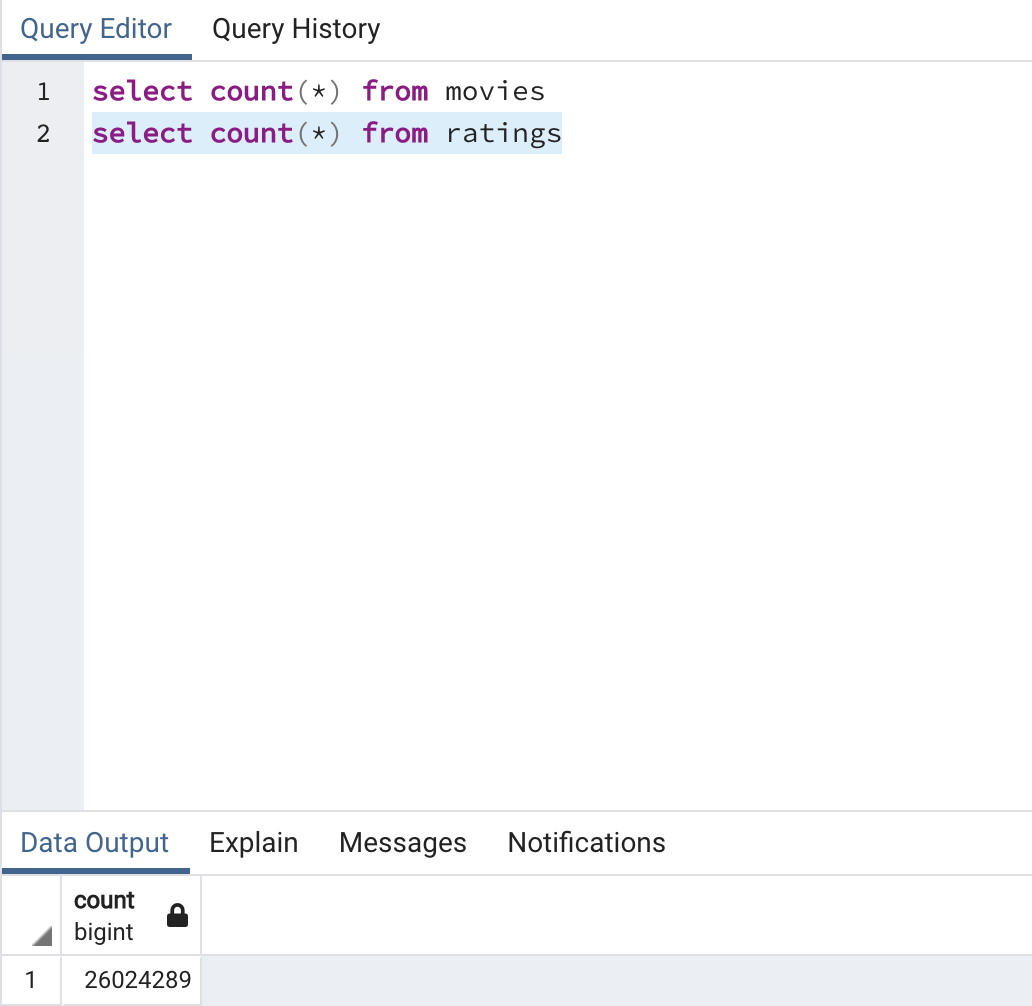 Query Editor Query History
1 select count(*) from movies
2 select count(*) from ratings
Data Output Explain Messages Notifications
count
bigint
1 26024289